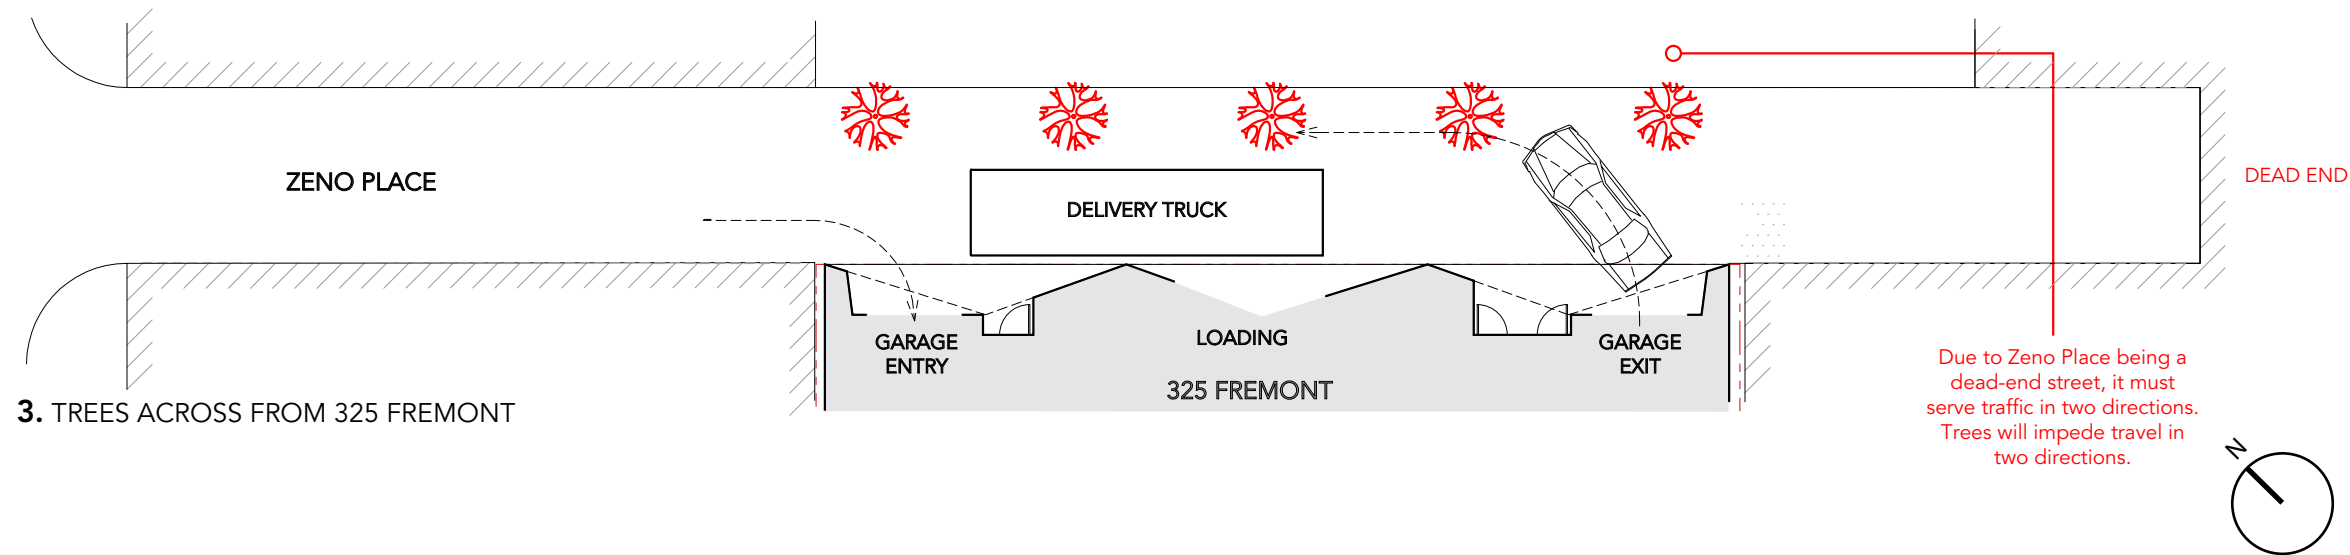 ZENO PLACE
DELIVERY TRUCK
DEAD END
GARAGE
ENTRY
LOADING
GARAGE
EXIT
325 FREMONT
3. TREES ACROSS FROM 325 FREMONT
Due to Zeno Place being a
dead-end street, it must
serve traffic in two directions.
Trees will impede travel in
two directions.
N